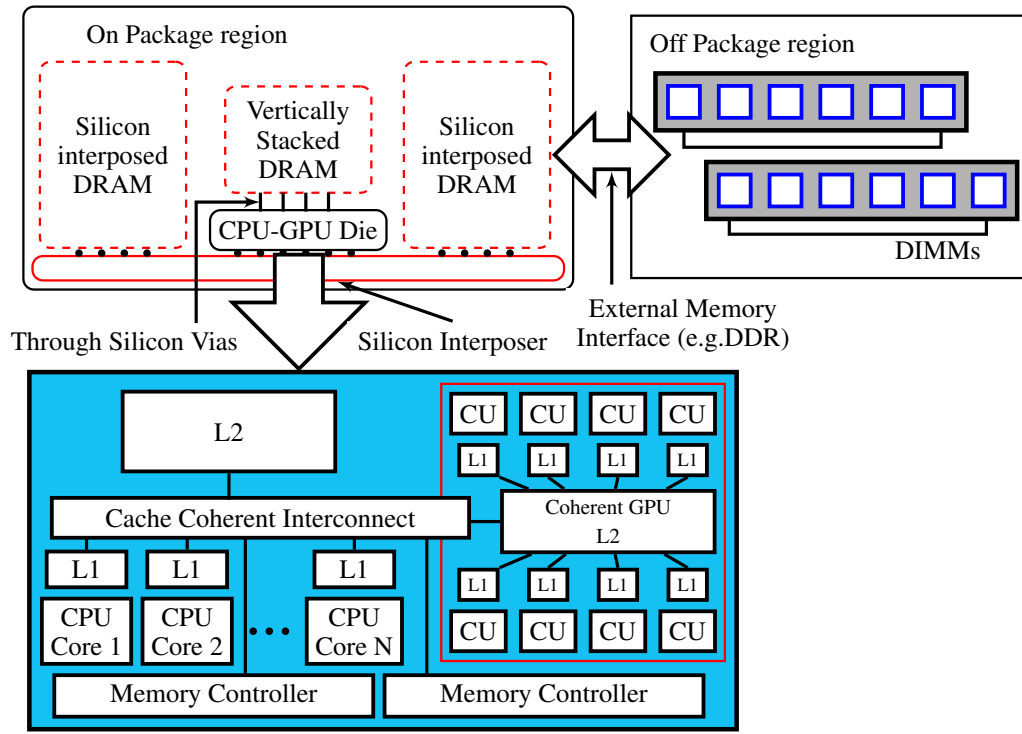 On Package region
Off Package region
Silicon
interposed
DRAM
Vertically
Stacked
DRAM
Silicon
interposed
DRAM
CPU-GPU Die
DIMMs
Through Silicon Vias
Silicon Interposer
External Memory
Interface (e.g.DDR)
L2
CU CU CU CU
L1 L1 L1 L1
Cache Coherent Interconnect
Coherent GPU
L2
L1 L1 L1
L1 L1 L1 L1
CPU
Core 1
CPU
Core 2
CPU
Core N
CU CU CU CU
Memory Controller
Memory Controller